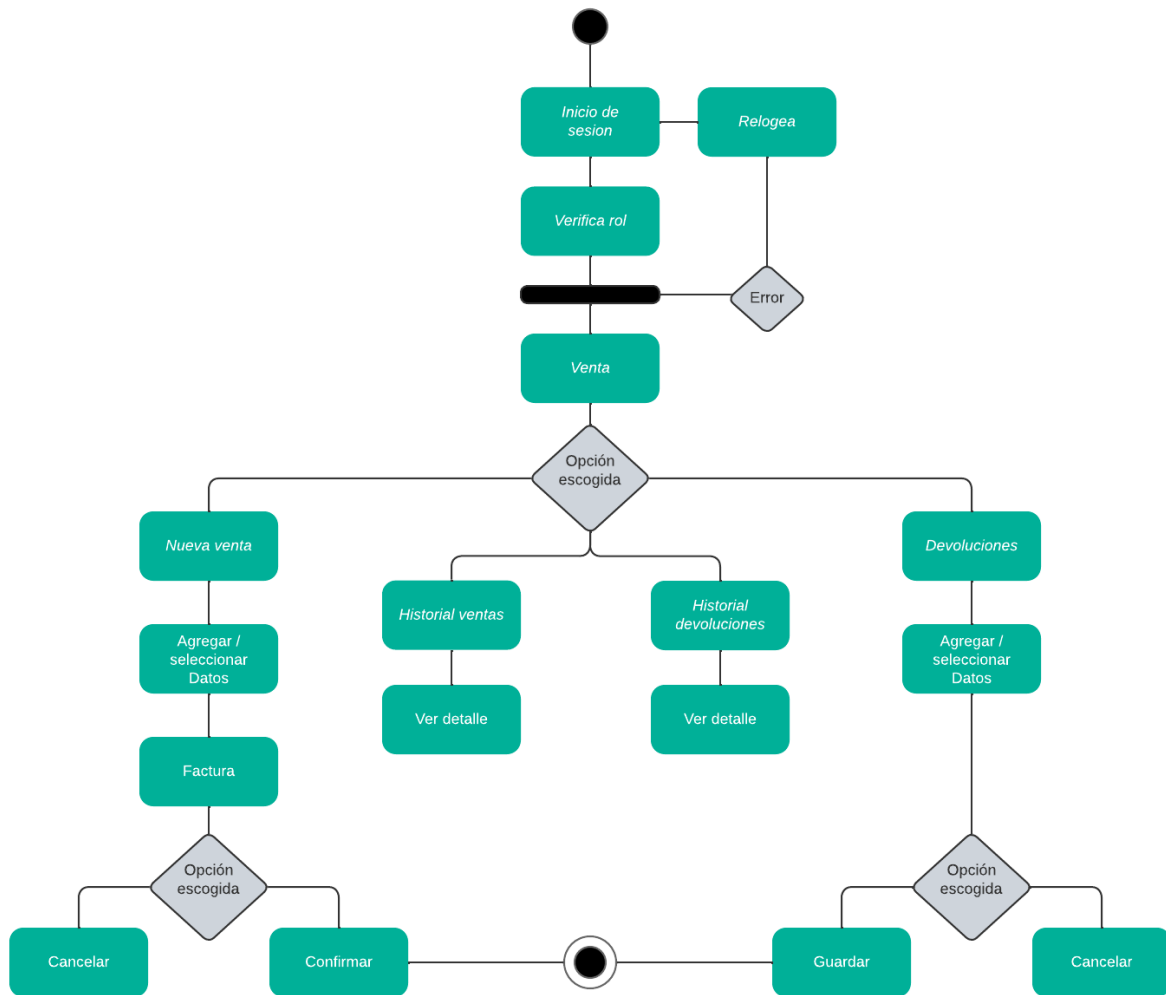 Inicio de
sesion
Relogea
Verifica rol
Error
Venta
Opción
escogida
Nueva venta
Devoluciones
Historial ventas
Historial
devoluciones
Agregar /
seleccionar
Datos
Agregar /
seleccionar
Datos
Ver detalle
Ver detalle
Factura
Opción
escogida
Opción
escogida
Cancelar
Confirmar
Guardar
Cancelar